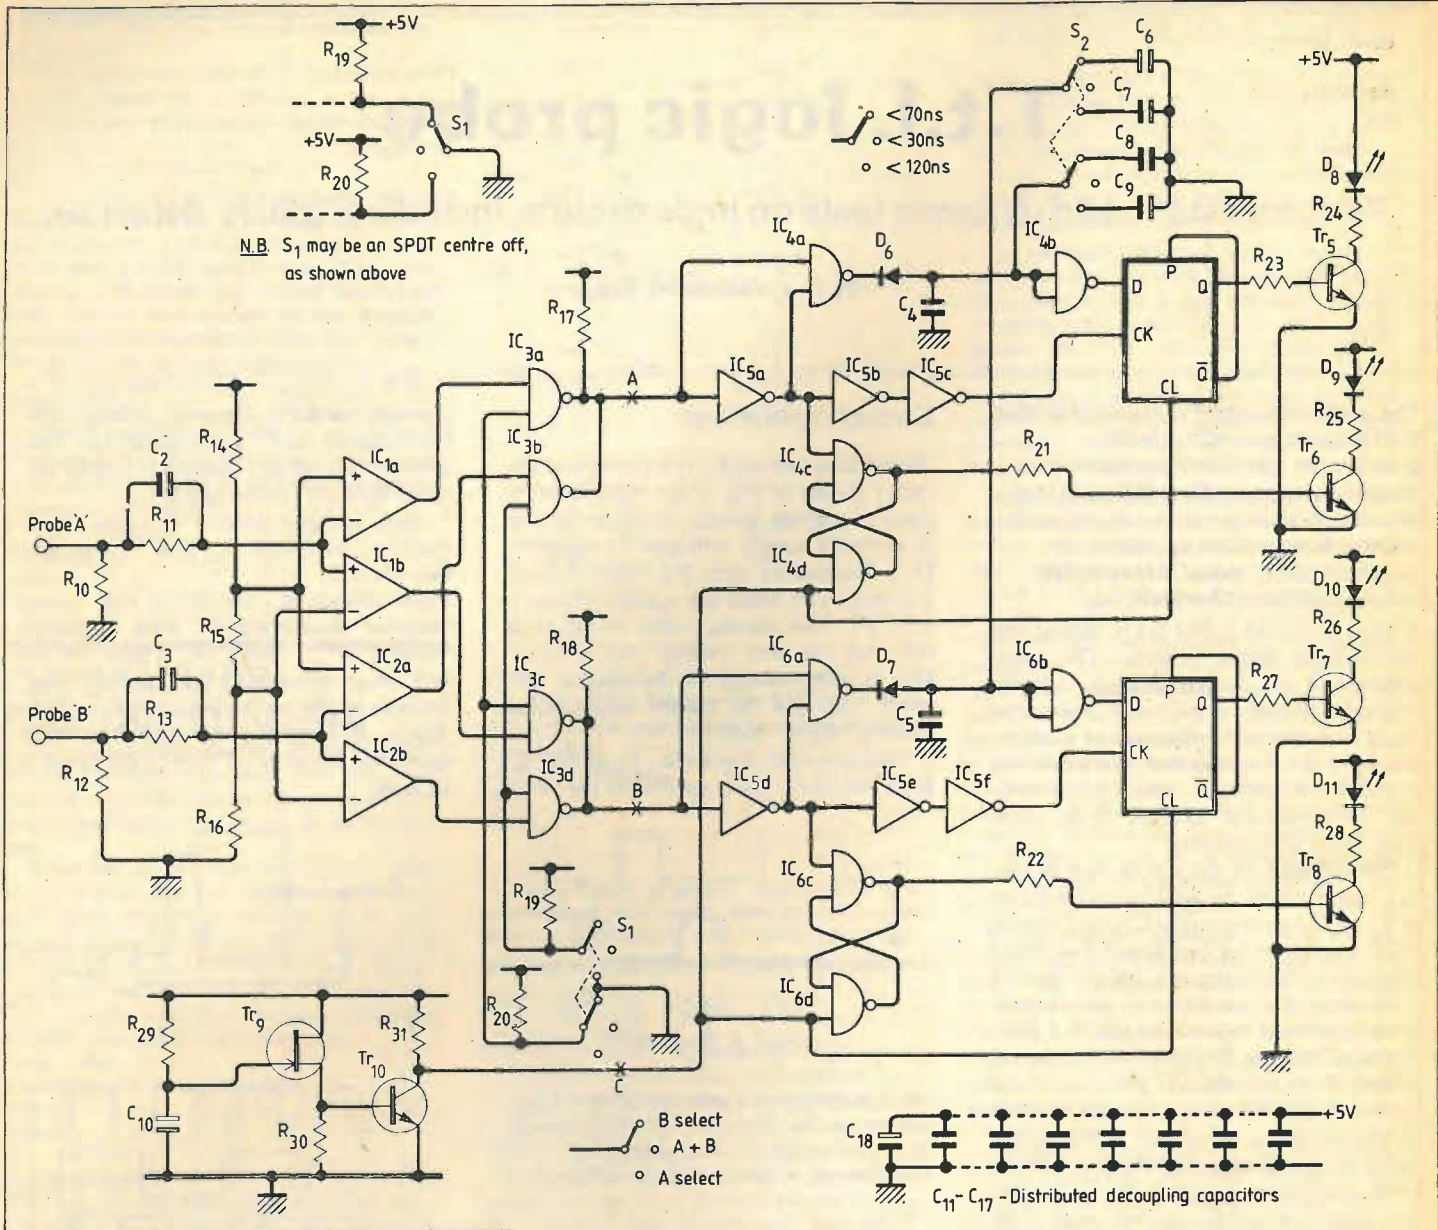 +5V
R19
S1
+5V
R20
N.B. S1 may be an SPDT centre off,
as shown above
< 70ns
< 30ns
< 120ns
S2
C6
C7
C8
C9
+5V
D8
R24
Tr5
IC4a
D6
C4
IC4b
D
P
Q
CK
Q̅
CL
R23
R17
IC3a
A
IC5a
IC5b
IC5c
D9
R25
Tr6
R14
C2
R11
Probe 'A'
R10
IC1a
+
−
IC1b
+
−
IC3b
IC4c
R21
IC4d
D10
R26
Tr7
R15
C3
R13
Probe 'B'
R12
IC2a
+
−
IC2b
+
−
R16
R18
IC3c
IC3d
B
IC6a
D7
C5
IC6b
D
P
Q
CK
Q̅
CL
R27
IC5d
IC5e
IC5f
D11
R28
Tr8
IC6c
R22
IC6d
R19
S1
R20
C
R29
Tr9
R31
Tr10
C10
R30
B select
A + B
A select
C18
+5V
C11 - C17 - Distributed decoupling capacitors